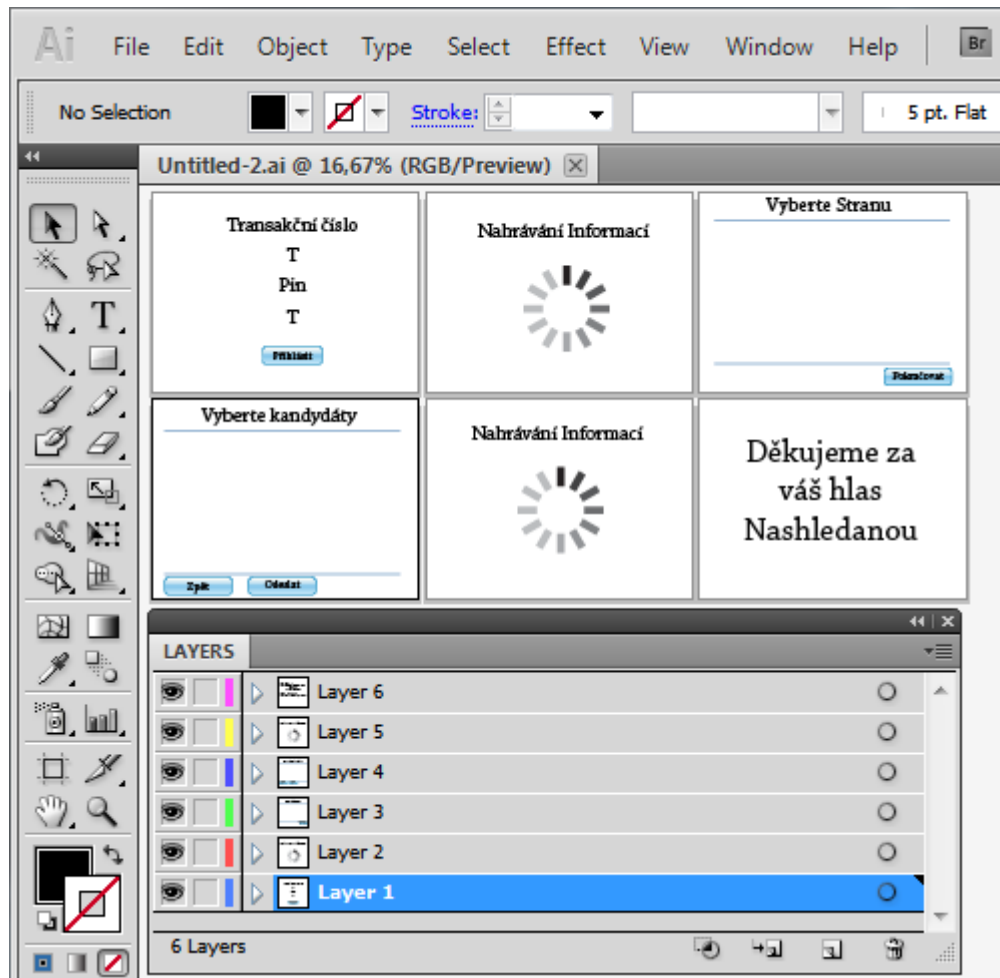 Ai File Edit Object Type Select Effect View Window Help Br
No Selection Stroke: 5 pt. Flat
Untitled-2.ai @ 16,67% (RGB/Preview)
Transakční číslo
T
Pin
T
Přihlásit
Nahrávání Informací
Vyberte Stranu
Pokračovat
Vyberte kandydáty
Zpět Odeslat
Nahrávání Informací
Děkujeme za
váš hlas
Nashledanou
LAYERS
Layer 6
Layer 5
Layer 4
Layer 3
Layer 2
Layer 1
6 Layers